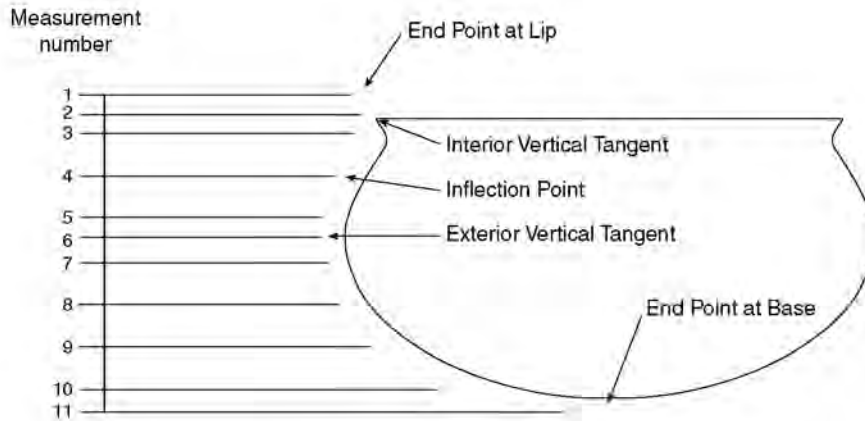 Measurement
number
End Point at Lip
1
2
3
Interior Vertical Tangent
4
Inflection Point
5
6
Exterior Vertical Tangent
7
8
End Point at Base
9
10
11